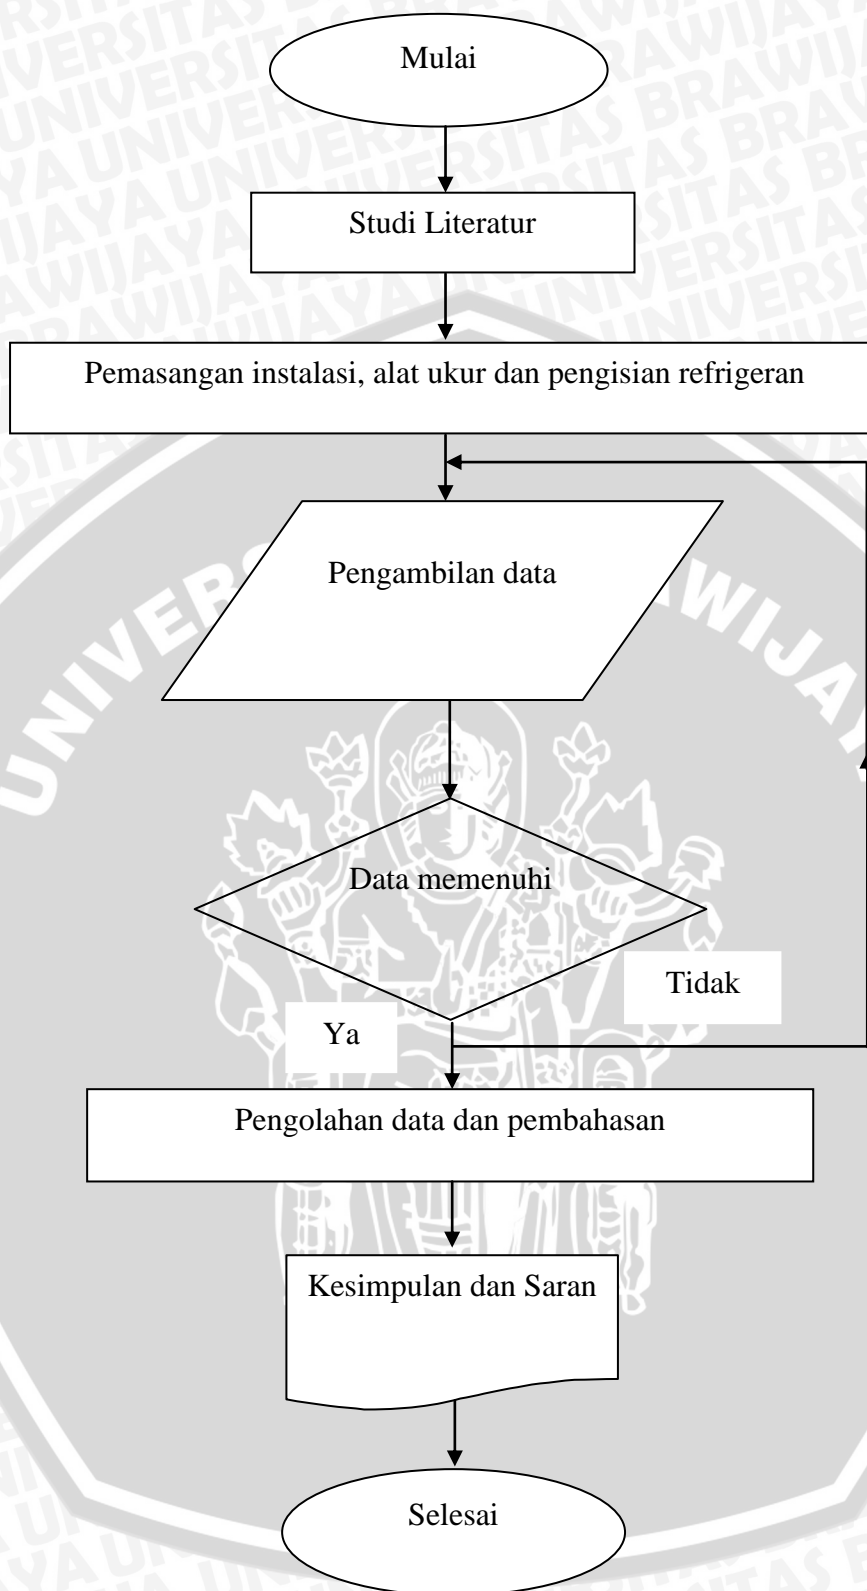 Mulai
Studi Literatur
Pemasangan instalasi, alat ukur dan pengisian refrigeran
Pengambilan data
Data memenuhi
Tidak
Ya
Pengolahan data dan pembahasan
Kesimpulan dan Saran
Selesai